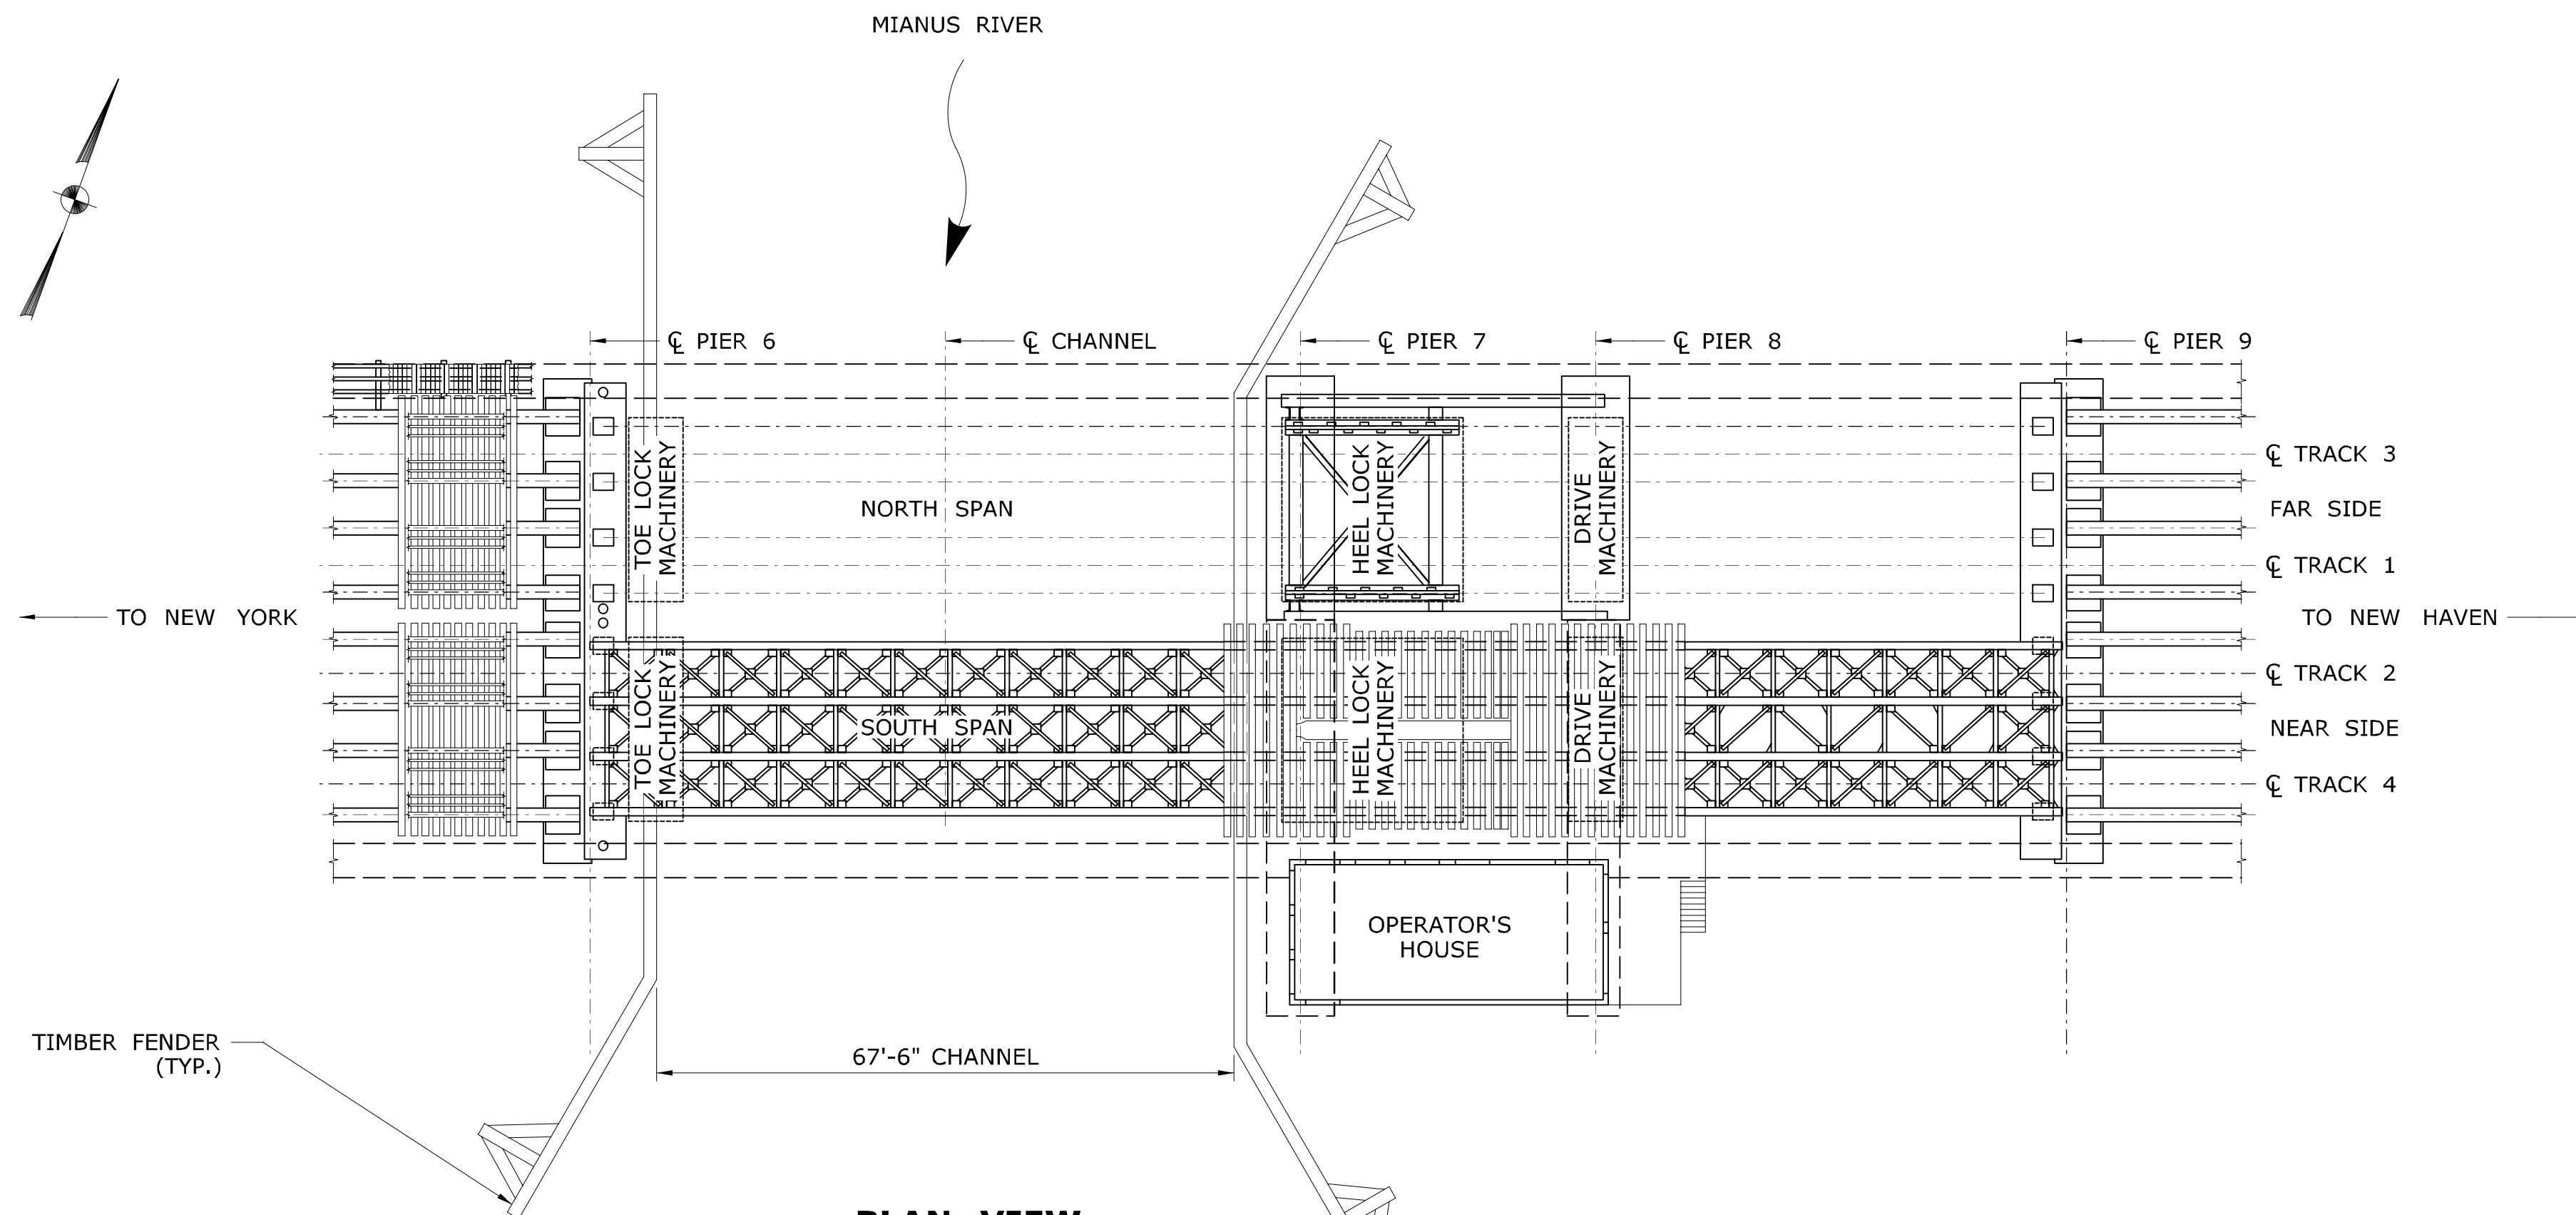 MIANUS RIVER
℄ PIER 6
℄ CHANNEL
℄ PIER 7
℄ PIER 8
℄ PIER 9
TOE LOCK
MACHINERY
NORTH SPAN
HEEL LOCK
MACHINERY
DRIVE
MACHINERY
℄ TRACK 3
FAR SIDE
℄ TRACK 1
TO NEW YORK
TO NEW HAVEN
TOE LOCK
MACHINERY
SOUTH SPAN
HEEL LOCK
MACHINERY
DRIVE
MACHINERY
℄ TRACK 2
NEAR SIDE
℄ TRACK 4
OPERATOR'S
HOUSE
TIMBER FENDER
(TYP.)
67'-6" CHANNEL
PLAN VIEW